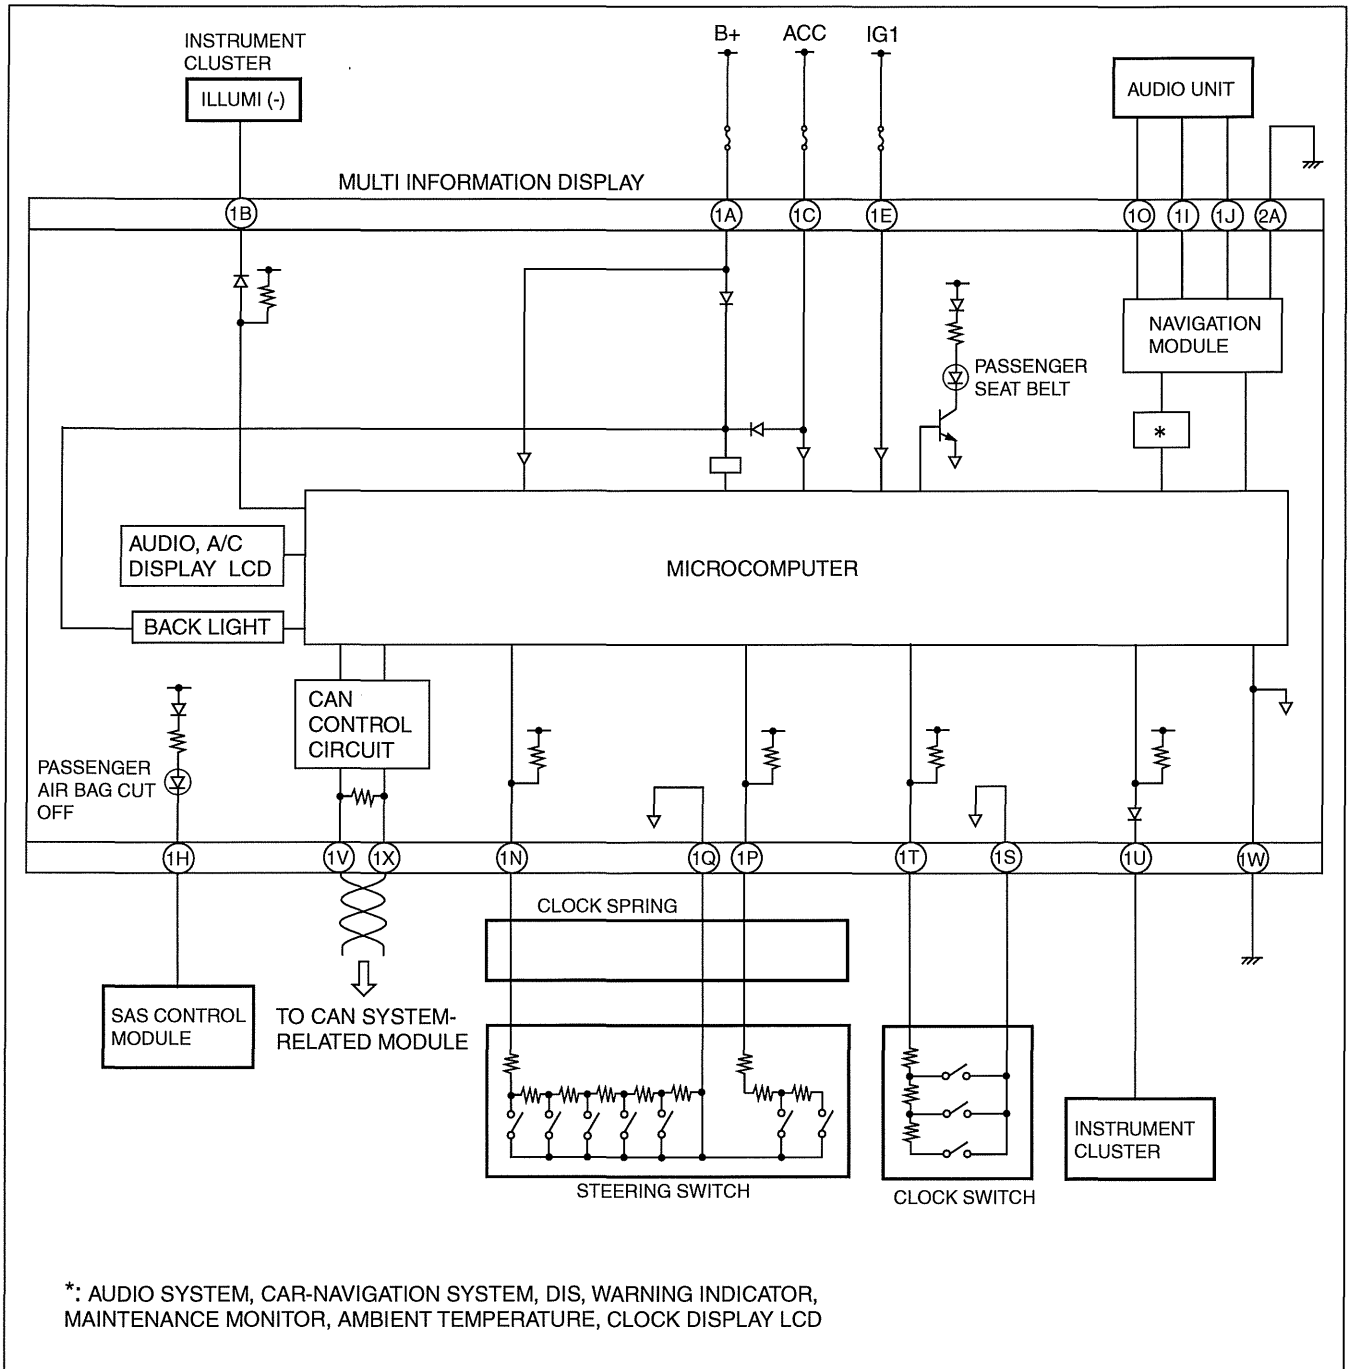 INSTRUMENT
CLUSTER
ILLUMI (-)
B+
ACC
IG1
AUDIO UNIT
MULTI INFORMATION DISPLAY
1B
1A
1C
1E
1O
1I
1J
2A
NAVIGATION
MODULE
PASSENGER
SEAT BELT
*
AUDIO, A/C
DISPLAY LCD
MICROCOMPUTER
BACK LIGHT
CAN
CONTROL
CIRCUIT
PASSENGER
AIR BAG CUT
OFF
1H
1V
1X
1N
1Q
1P
1T
1S
1U
1W
CLOCK SPRING
SAS CONTROL
MODULE
TO CAN SYSTEM-
RELATED MODULE
INSTRUMENT
CLUSTER
STEERING SWITCH
CLOCK SWITCH
*: AUDIO SYSTEM, CAR-NAVIGATION SYSTEM, DIS, WARNING INDICATOR,
MAINTENANCE MONITOR, AMBIENT TEMPERATURE, CLOCK DISPLAY LCD